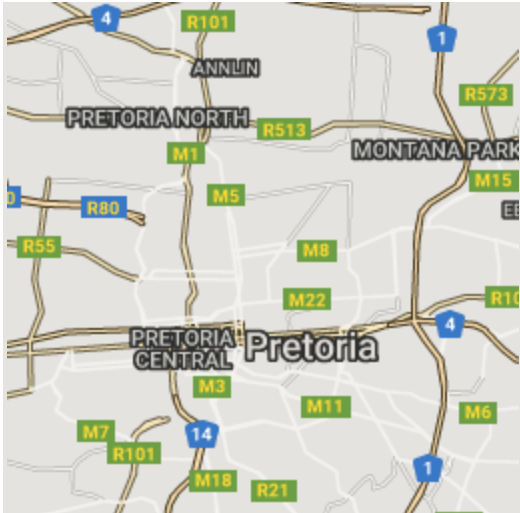 4
R101
1
ANNLIN
R573
PRETORIA NORTH
R513
MONTANA PARK
M1
M15
M5
R80
R55
M8
M22
4
PRETORIA
CENTRAL
Pretoria
M3
M11
M6
M7
14
R101
1
M18
R21